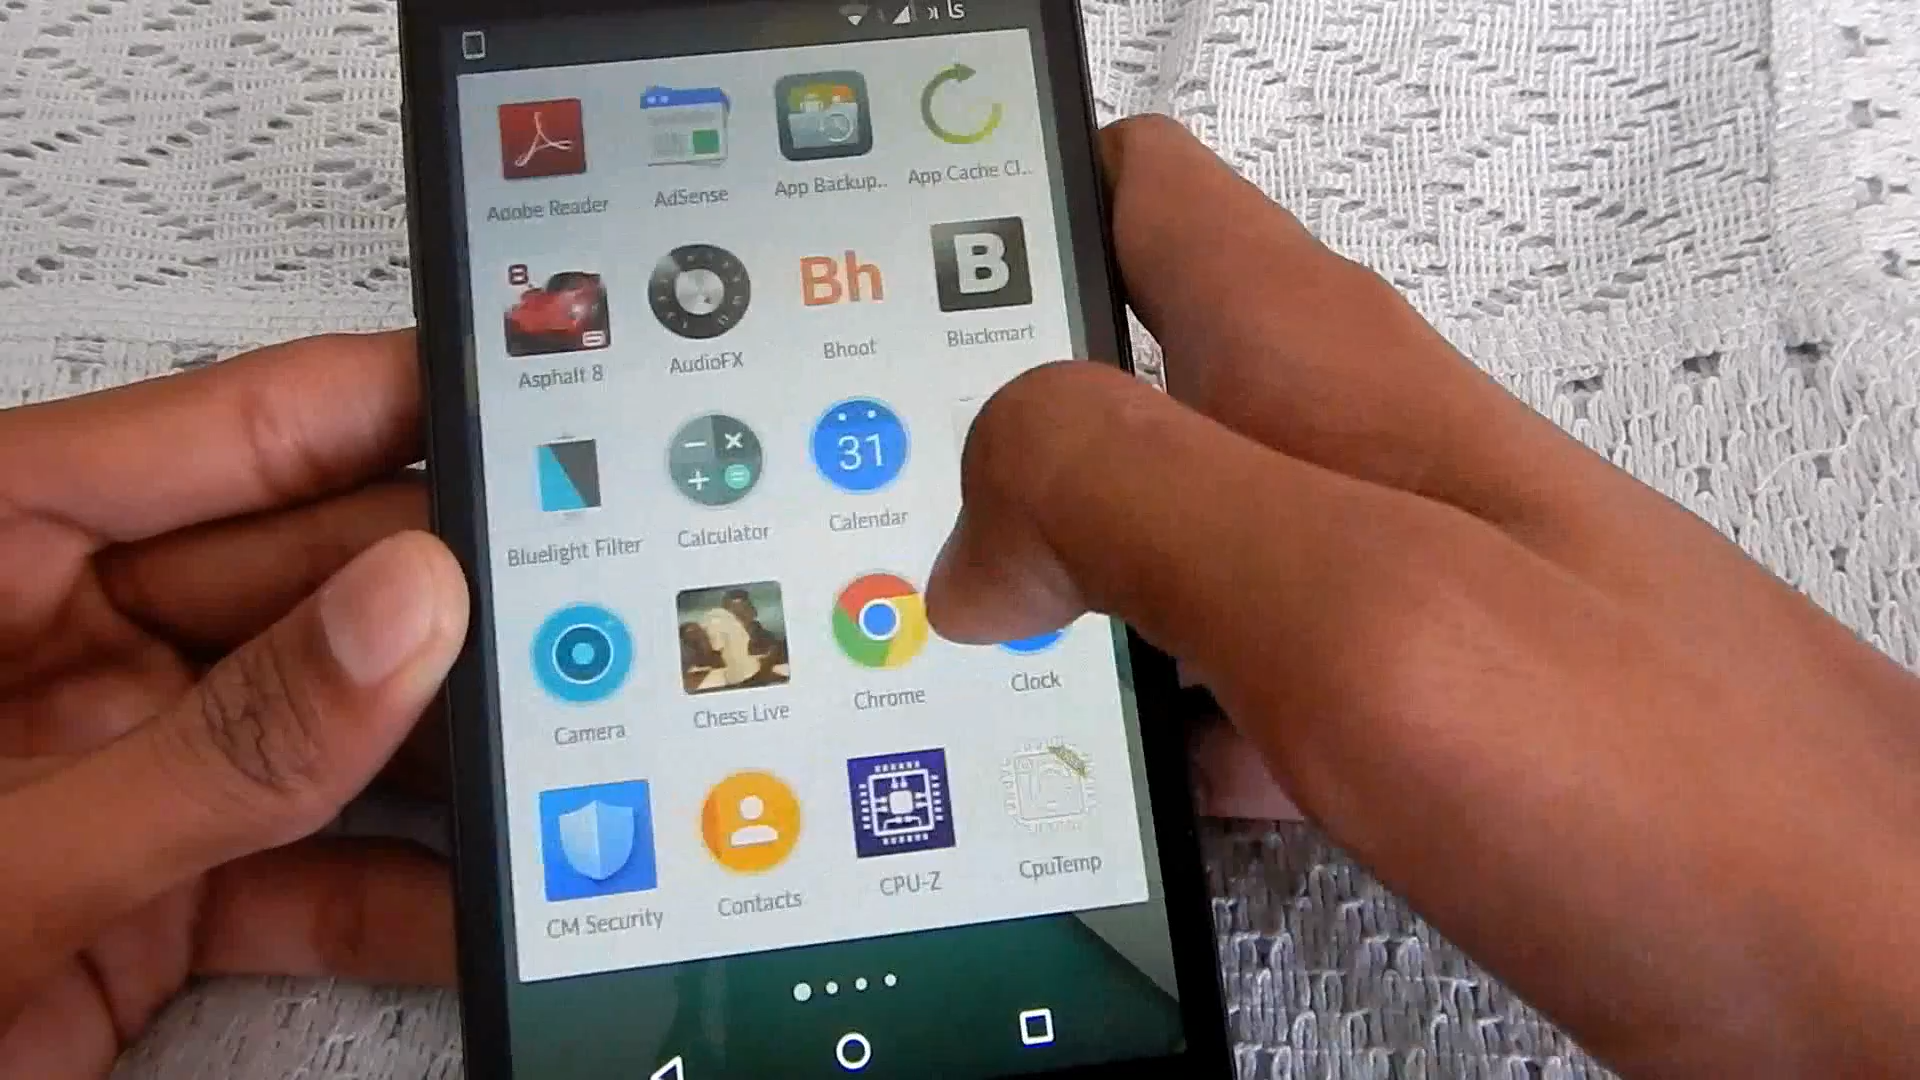 Adobe Reader
AdSense
App Backup..
App Cache Cl..
8
Bh
B
Asphalt 8
AudioFX
Bhoot
Blackmart
31
Bluelight Filter
Calculator
Calendar
Camera
Chess Live
Chrome
Clock
CM Security
Contacts
CPU-Z
CpuTemp